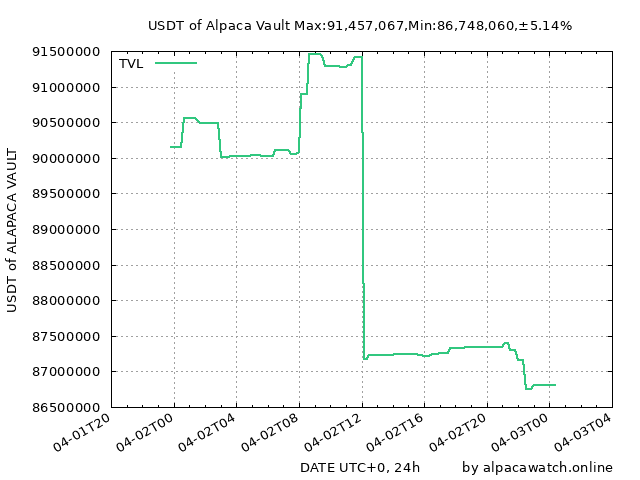 USDT of Alpaca Vault Max:91,457,067,Min:86,748,060,±5.14%
91500000
TVL
91000000
90500000
90000000
89500000
89000000
88500000
88000000
87500000
87000000
86500000
USDT of ALAPACA VAULT
04-01T20
04-02T00
04-02T04
04-02T08
04-02T12
04-02T16
04-02T20
04-03T00
04-03T04
DATE UTC+0, 24h
by alpacawatch.online